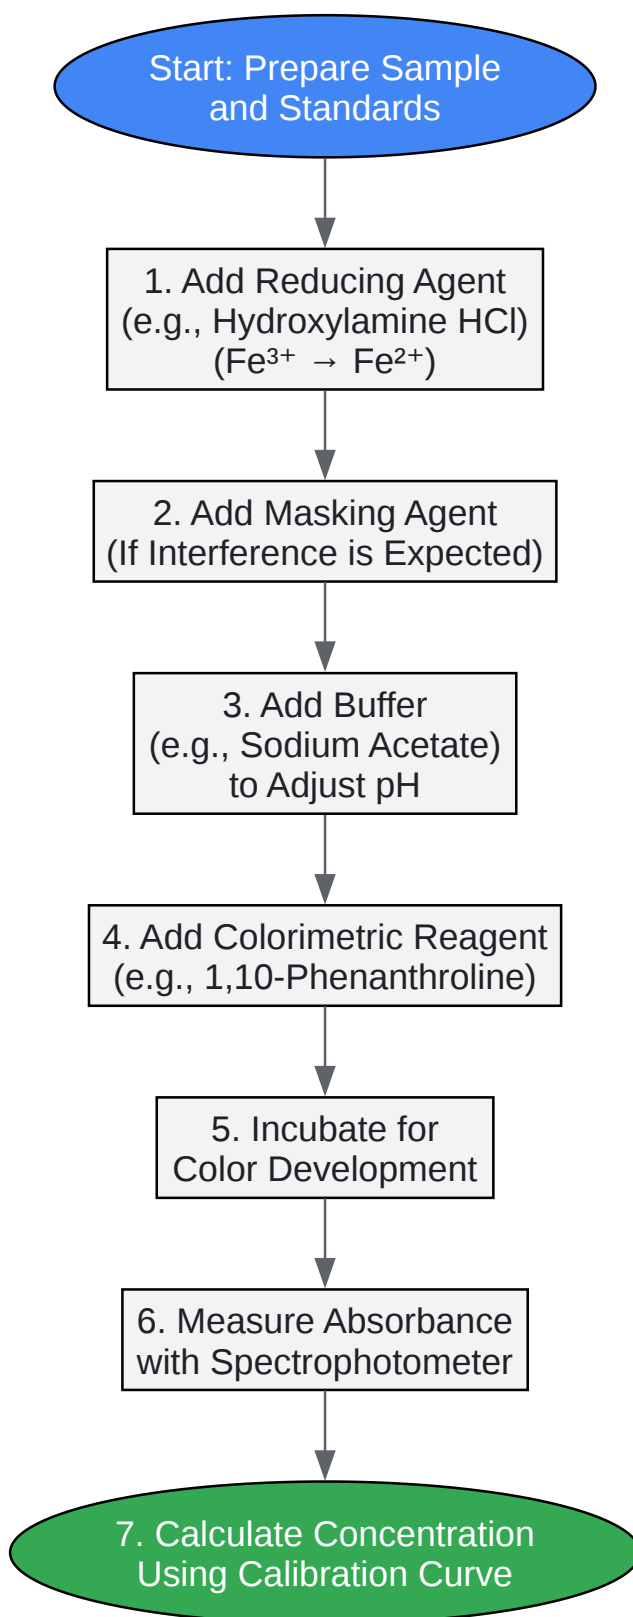 Start: Prepare Sample
and Standards
1. Add Reducing Agent
(e.g., Hydroxylamine HCl)
(Fe³⁺ → Fe²⁺)
2. Add Masking Agent
(If Interference is Expected)
3. Add Buffer
(e.g., Sodium Acetate)
to Adjust pH
4. Add Colorimetric Reagent
(e.g., 1,10-Phenanthroline)
5. Incubate for
Color Development
6. Measure Absorbance
with Spectrophotometer
7. Calculate Concentration
Using Calibration Curve